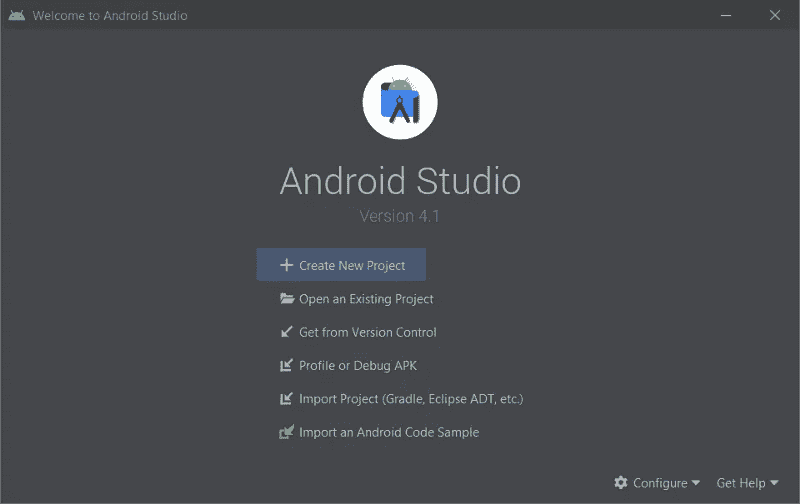 Welcome to Android Studio
Android Studio
Version 4.1
Create New Project
Open an Existing Project
Get from Version Control
Profile or Debug APK
Import Project (Gradle, Eclipse ADT, etc.)
Import an Android Code Sample
Configure Get Help